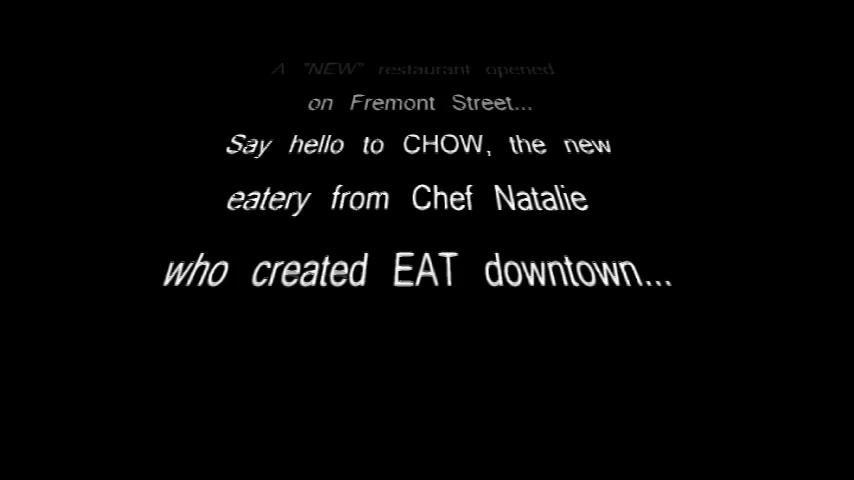 A "NEW" restaurant opened
on Fremont Street...
Say hello to CHOW, the new
eatery from Chef Natalie
who created EAT downtown...